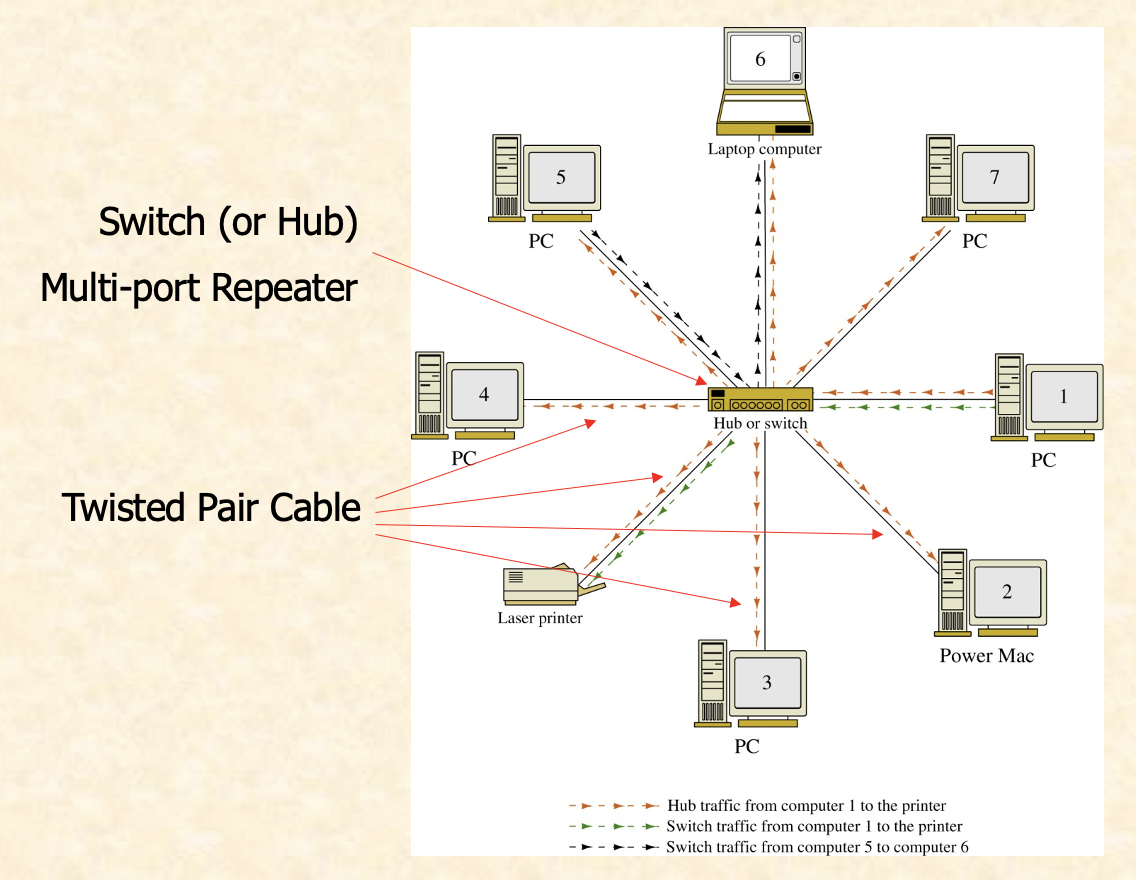 6
Laptop computer
5
PC
7
PC
Switch (or Hub)
Multi-port Repeater
4
PC
Hub or switch
1
PC
Twisted Pair Cable
Laser printer
2
Power Mac
3
PC
Hub traffic from computer 1 to the printer
Switch traffic from computer 1 to the printer
Switch traffic from computer 5 to computer 6